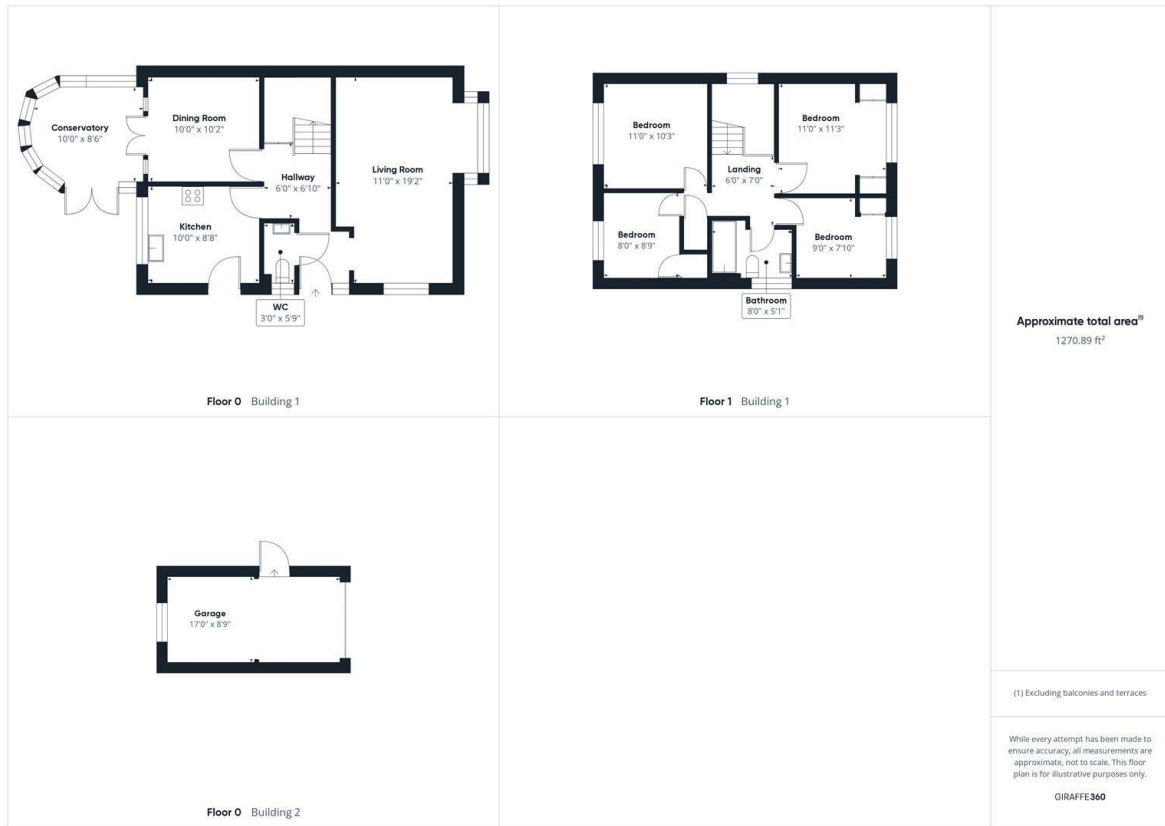 Conservatory
10'0" x 8'6"
Dining Room
10'0" x 10'2"
Hallway
6'0" x 6'10"
Living Room
11'0" x 19'2"
Kitchen
10'0" x 8'8"
WC
3'0" x 5'9"
Floor 0 Building 1
Bedroom
11'0" x 10'3"
Bedroom
11'0" x 11'3"
Landing
6'0" x 7'0"
Bedroom
8'0" x 8'9"
Bedroom
9'0" x 7'10"
Bathroom
8'0" x 5'1"
Floor 1 Building 1
Garage
17'0" x 8'9"
Floor 0 Building 2
Approximate total area(1)
1270.89 ft²
(1) Excluding balconies and terraces
While every attempt has been made to
ensure accuracy, all measurements are
approximate, not to scale. This floor
plan is for illustrative purposes only.
GIRAFFE360